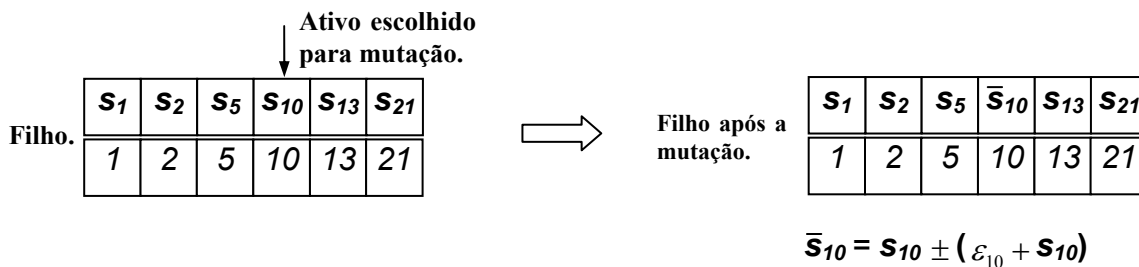 Ativo escolhido
para mutação.
Filho.
s1 s2 s5 s10 s13 s21
1 2 5 10 13 21
Filho após a
mutação.
s1 s2 s5 s̅10 s13 s21
1 2 5 10 13 21
s̅10 = s10 ± (ε10 + s10)